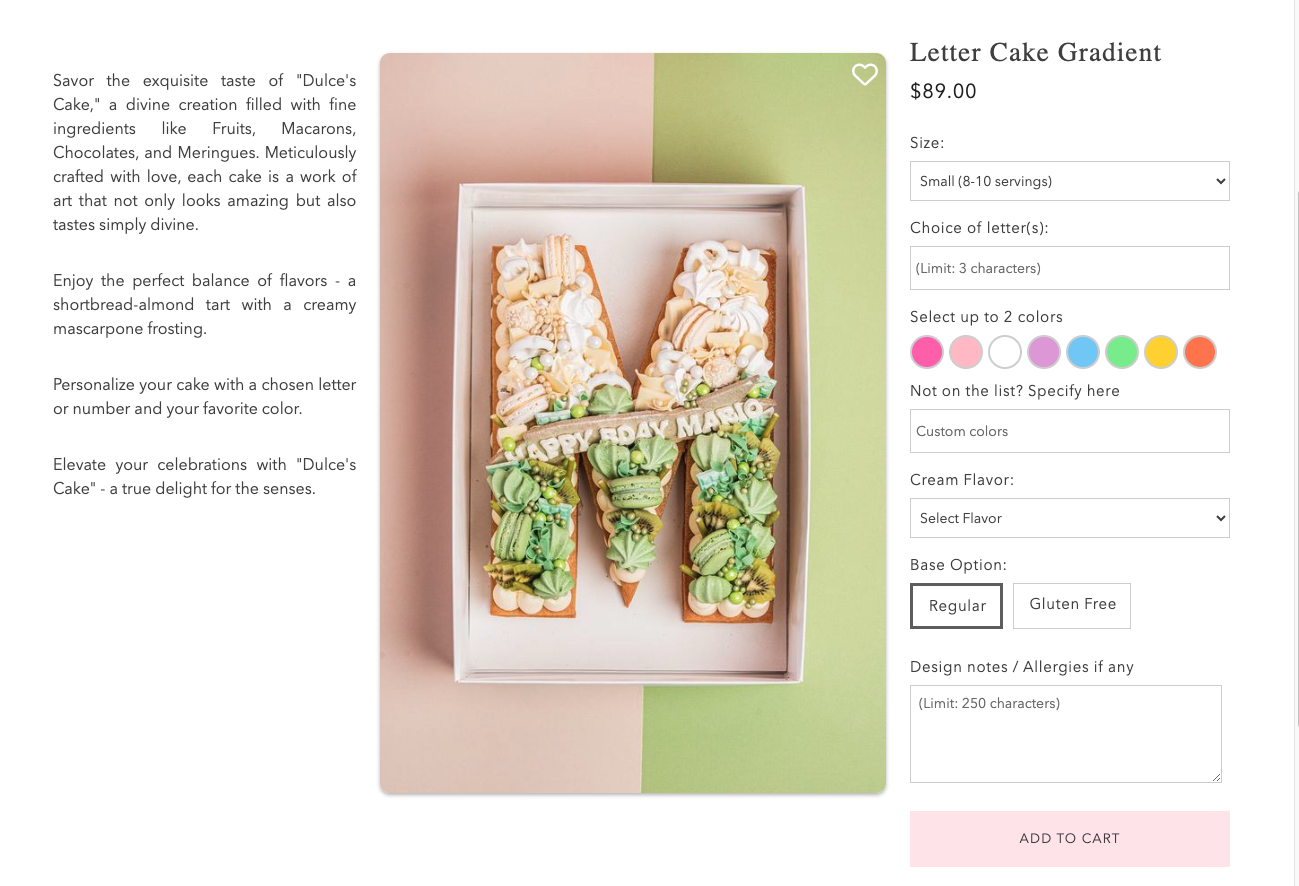 Savor the exquisite taste of "Dulce's
Cake," a divine creation filled with fine
ingredients like Fruits, Macarons,
Chocolates, and Meringues. Meticulously
crafted with love, each cake is a work of
art that not only looks amazing but also
tastes simply divine.
Enjoy the perfect balance of flavors - a
shortbread-almond tart with a creamy
mascarpone frosting.
Personalize your cake with a chosen letter
or number and your favorite color.
Elevate your celebrations with "Dulce's
Cake" - a true delight for the senses.
HAPPY BDAY MARIO
Letter Cake Gradient
$89.00
Size:
Small (8-10 servings)
Choice of letter(s):
(Limit: 3 characters)
Select up to 2 colors
Not on the list? Specify here
Custom colors
Cream Flavor:
Select Flavor
Base Option:
Regular
Gluten Free
Design notes / Allergies if any
(Limit: 250 characters)
ADD TO CART